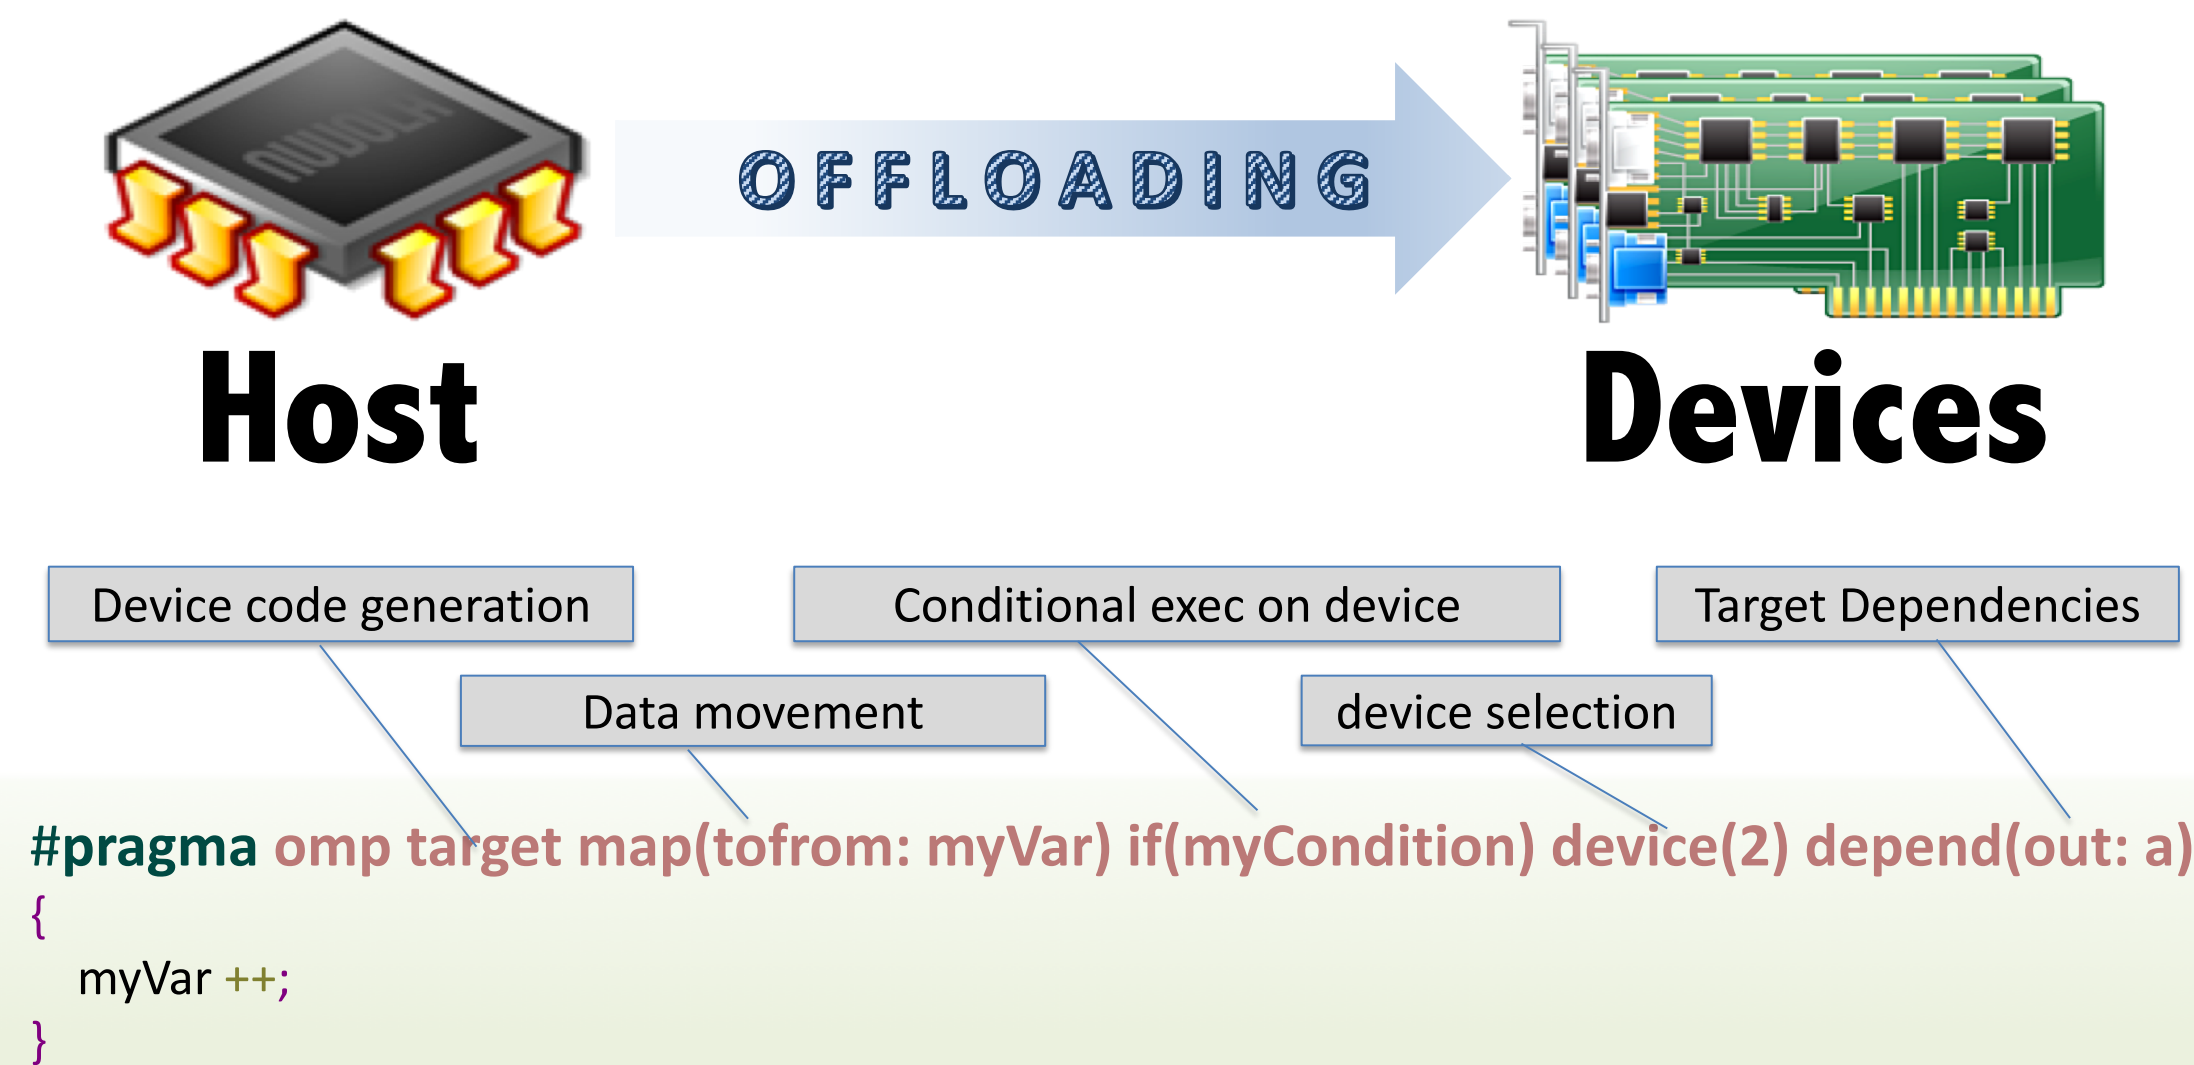 OFFLOADING
Host
Devices
Device code generation
Conditional exec on device
Target Dependencies
Data movement
device selection
#pragma omp target map(tofrom: myVar) if(myCondition) device(2) depend(out: a)
{
myVar ++;
}